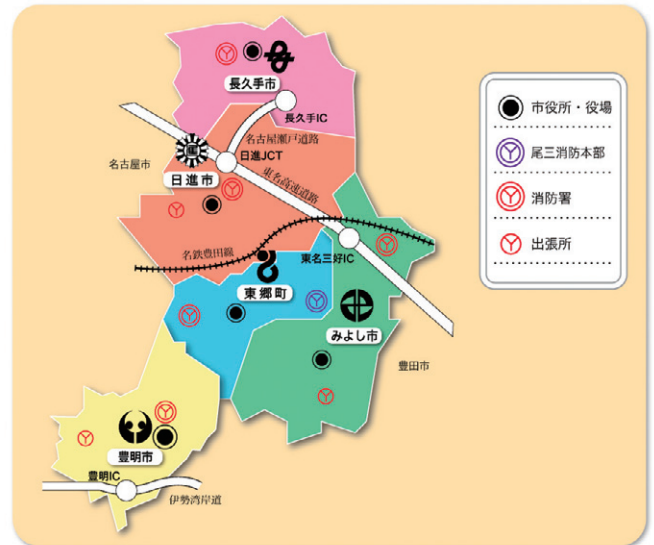 長久手市
長久手IC
名古屋瀬戸道路
名古屋市
日進JCT
日進市
東名高速道路
名鉄豊田線
東名三好IC
東郷町
みよし市
豊田市
豊明市
豊明IC
伊勢湾岸道
市役所・役場
尾三消防本部
消防署
出張所